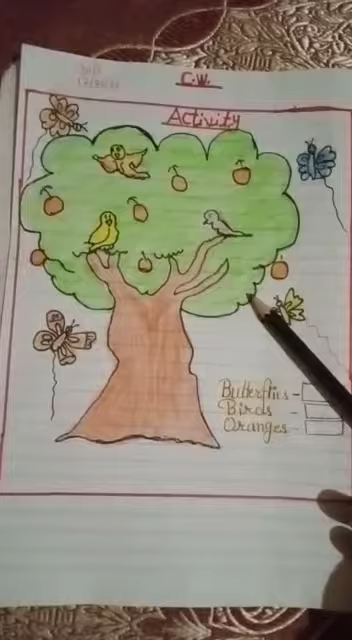 C.W.
Activity
Butterflies -
Birds -
Oranges -